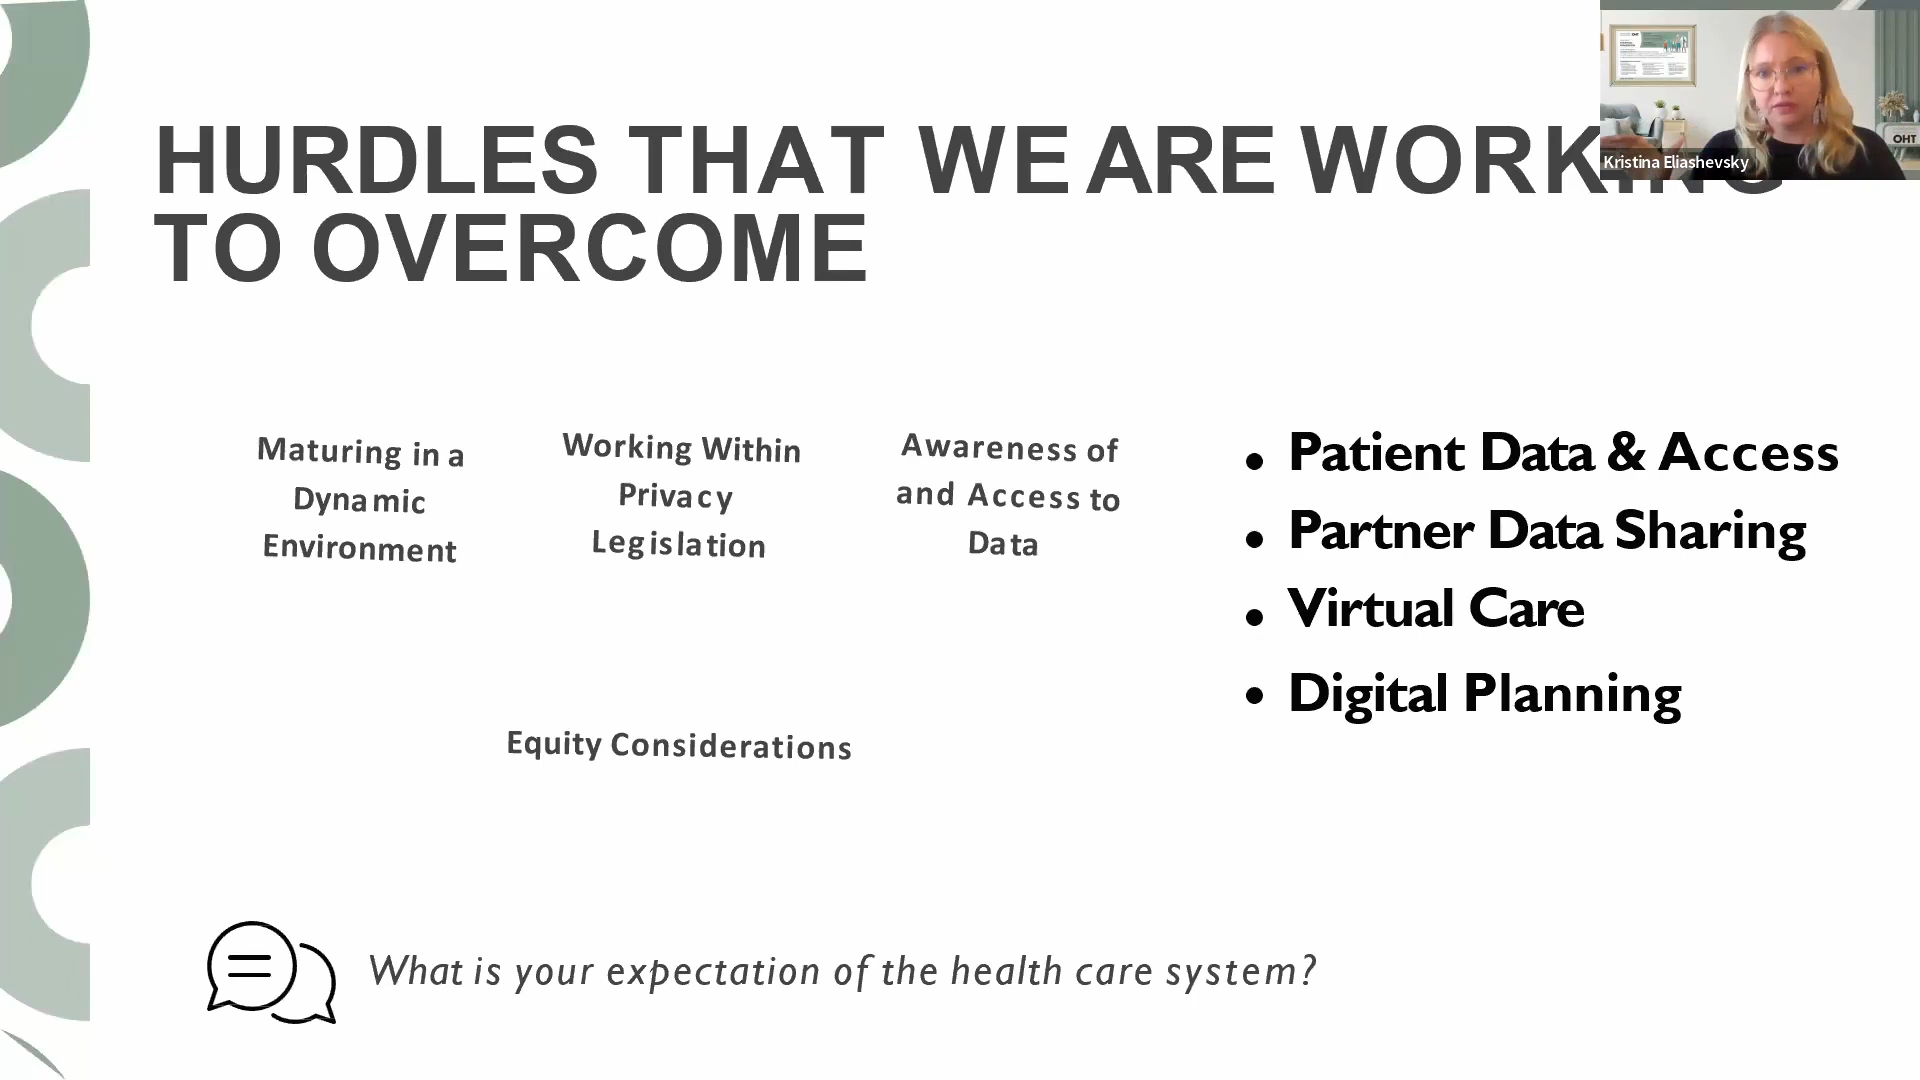 HURDLES THAT WE ARE WORKING
TO OVERCOME
Kristina Eliashevsky
OHT
Maturing in a
Dynamic
Environment
Working Within
Privacy
Legislation
Awareness of
and Access to
Data
Equity Considerations
• Patient Data & Access
• Partner Data Sharing
• Virtual Care
• Digital Planning
What is your expectation of the health care system?